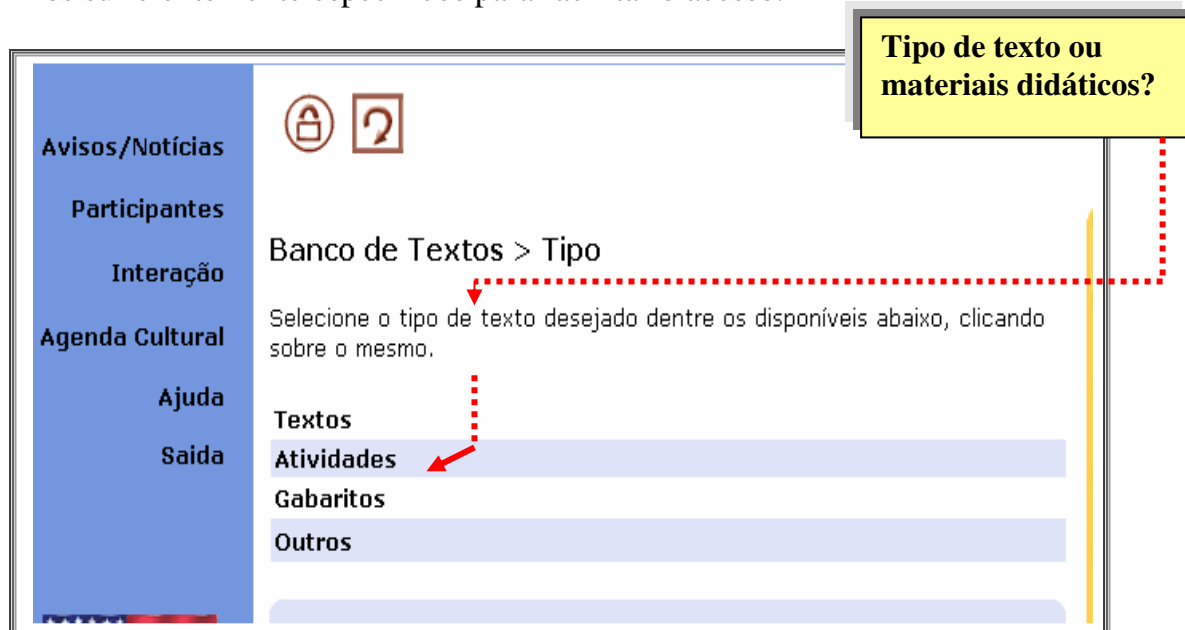 Tipo de texto ou
materiais didáticos?
Avisos/Notícias
Participantes
Interação
Agenda Cultural
Ajuda
Saida
Banco de Textos > Tipo
Selecione o tipo de texto desejado dentre os disponíveis abaixo, clicando
sobre o mesmo.
Textos
Atividades
Gabaritos
Outros